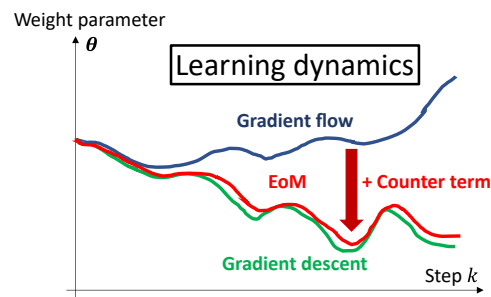 Weight parameter
θ
Learning dynamics
Gradient flow
EoM
+ Counter term
Gradient descent
Step k